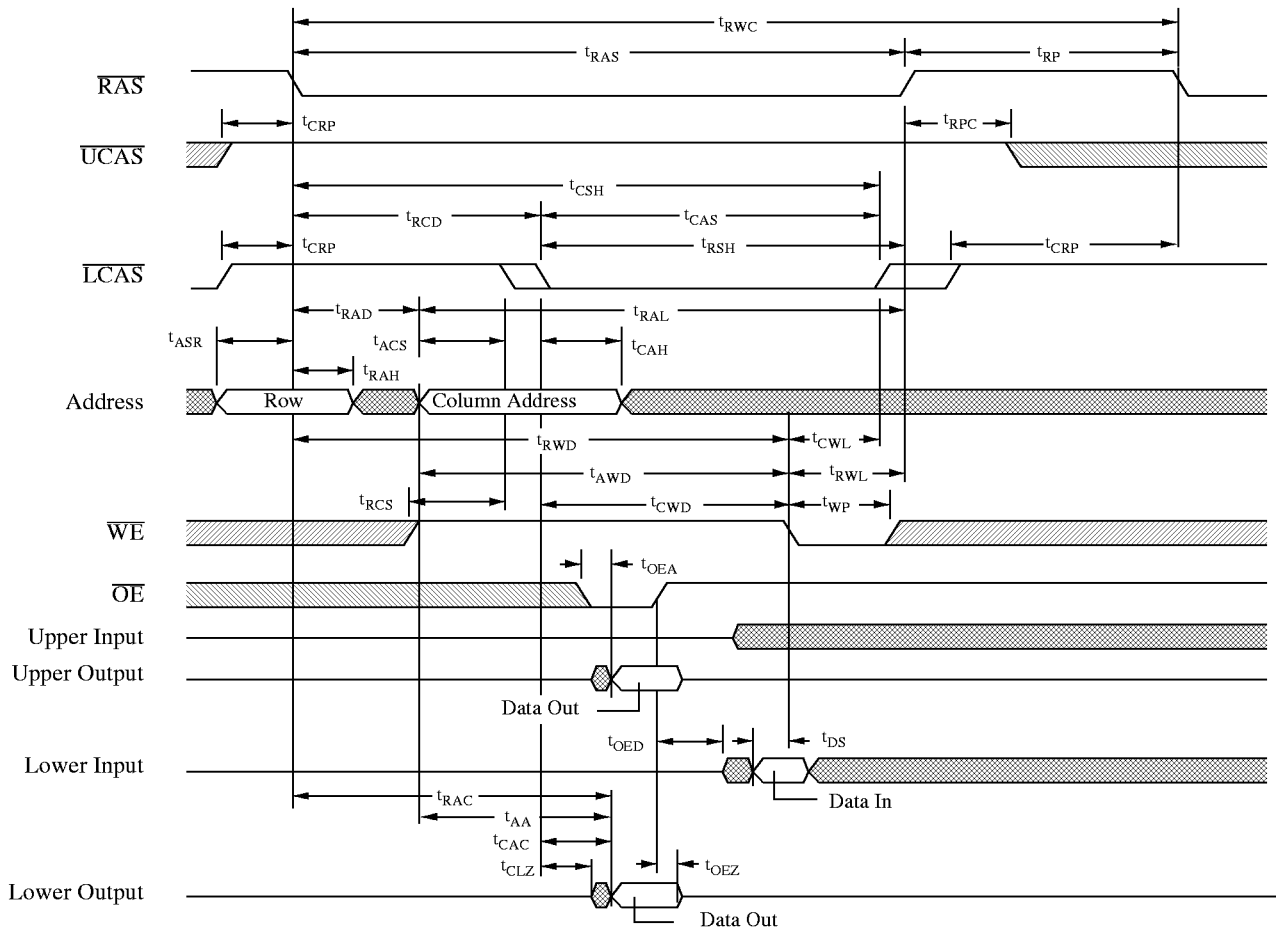 tRWC
tRAS tRP
RAS
tCRP tRPC
UCAS
tCSH
tRCD tCAS
tCRP tRSH tCRP
LCAS
tRAD tRAL
tASR tACS tCAH
tRAH
Address Row Column Address
tRWD tCWL
tAWD tRWL
tRCS tCWD tWP
WE
tOEA
OE
Upper Input
Upper Output
Data Out
tOED tDS
Lower Input
tRAC Data In
tAA
tCAC
tCLZ tOEZ
Lower Output
Data Out